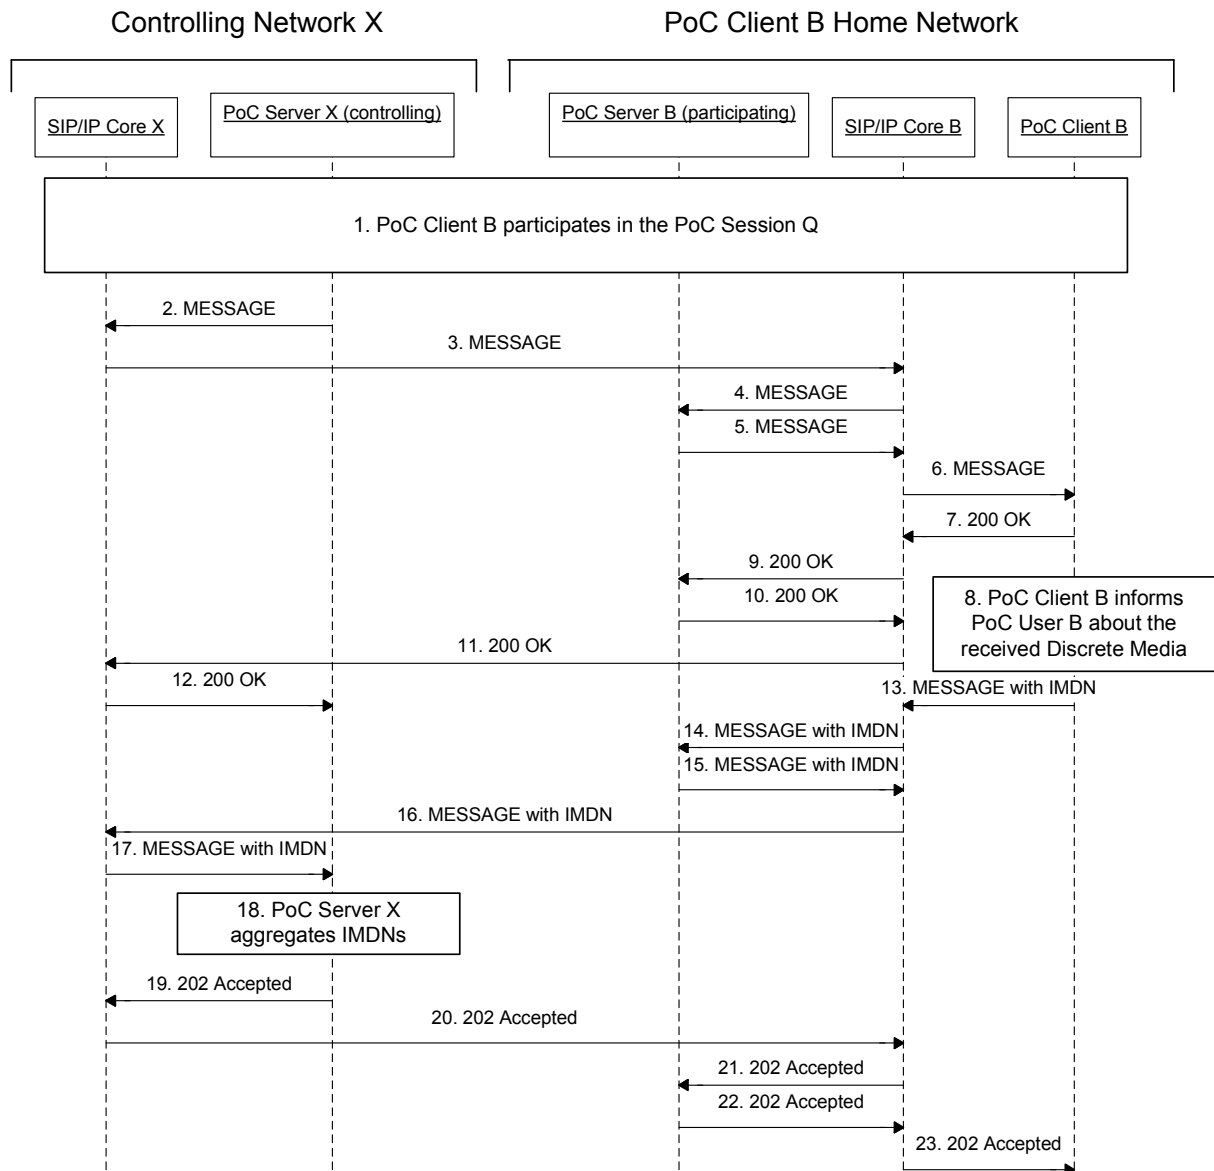 Controlling Network X
PoC Client B Home Network
SIP/IP Core X
PoC Server X (controlling)
PoC Server B (participating)
SIP/IP Core B
PoC Client B
1. PoC Client B participates in the PoC Session Q
2. MESSAGE
3. MESSAGE
4. MESSAGE
5. MESSAGE
6. MESSAGE
7. 200 OK
9. 200 OK
8. PoC Client B informs
PoC User B about the
received Discrete Media
10. 200 OK
11. 200 OK
12. 200 OK
13. MESSAGE with IMDN
14. MESSAGE with IMDN
15. MESSAGE with IMDN
16. MESSAGE with IMDN
17. MESSAGE with IMDN
18. PoC Server X
aggregates IMDNs
19. 202 Accepted
20. 202 Accepted
21. 202 Accepted
22. 202 Accepted
23. 202 Accepted